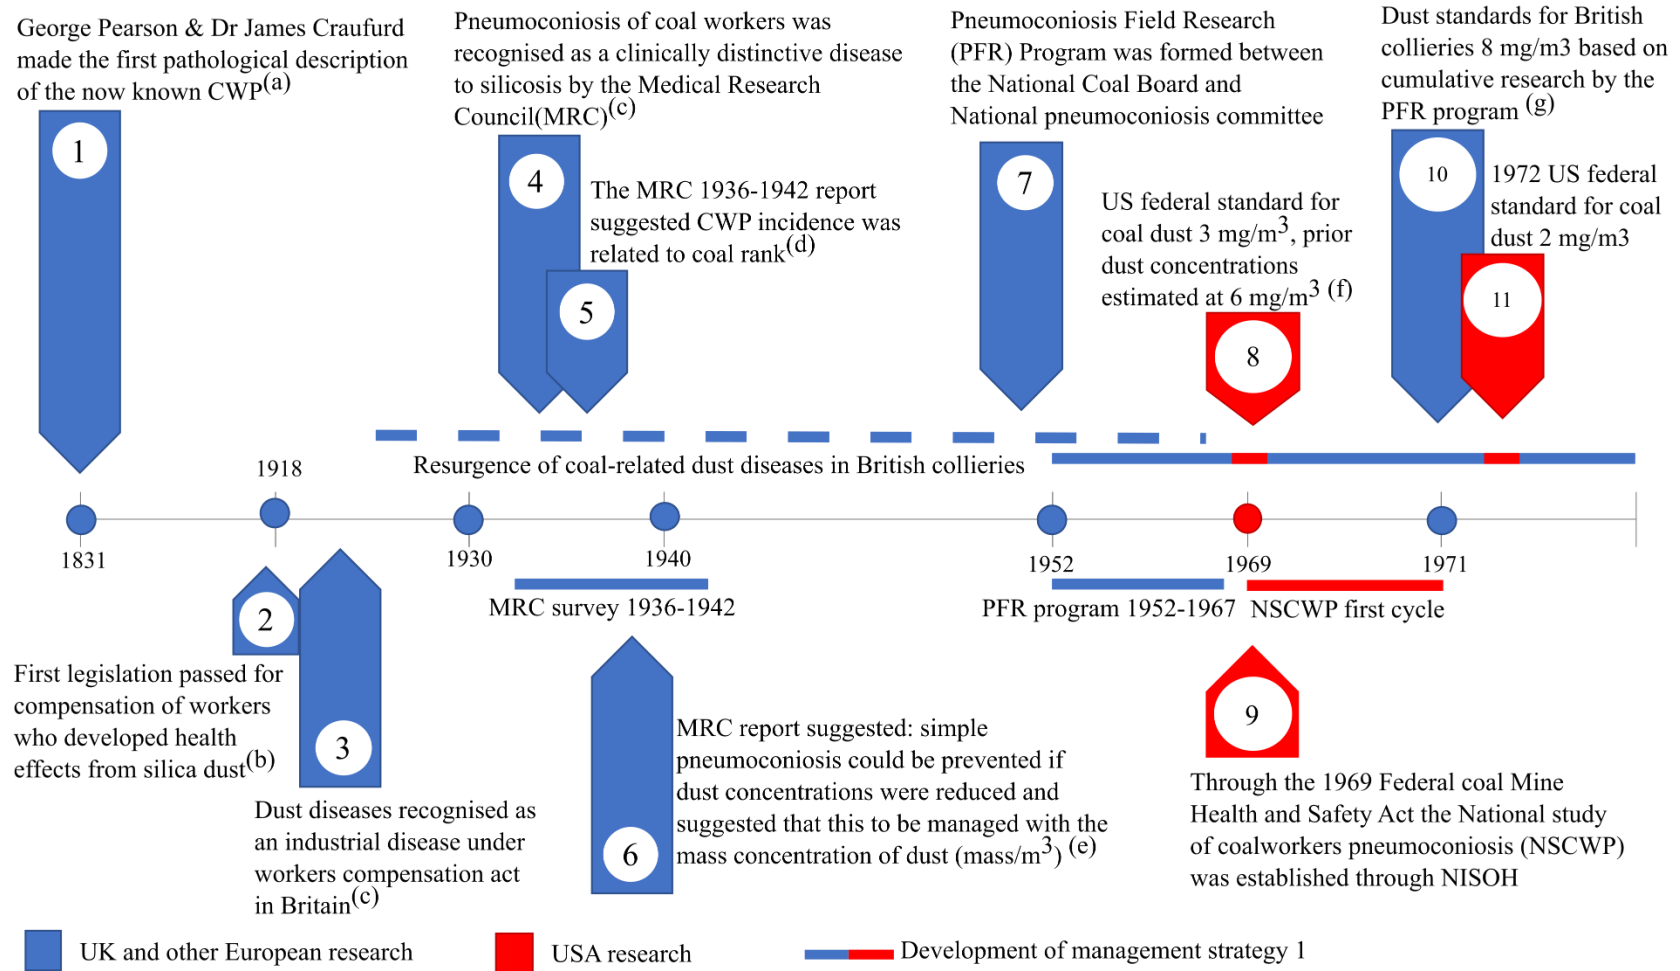 George Pearson & Dr James Craufurd
made the first pathological description
of the now known CWP(a)
1
Pneumoconiosis of coal workers was
recognised as a clinically distinctive disease
to silicosis by the Medical Research
Council(MRC)(c)
4
The MRC 1936-1942 report
suggested CWP incidence was
related to coal rank(d)
5
Pneumoconiosis Field Research
(PFR) Program was formed between
the National Coal Board and
National pneumoconiosis committee
7
US federal standard for
coal dust 3 mg/m3, prior
dust concentrations
estimated at 6 mg/m3 (f)
8
Dust standards for British
collieries 8 mg/m3 based on
cumulative research by the
PFR program (g)
10
1972 US federal
standard for coal
dust 2 mg/m3
11
Resurgence of coal-related dust diseases in British collieries
1831
1918
1930
1940
1952
1969
1971
MRC survey 1936-1942
PFR program 1952-1967
NSCWP first cycle
2
First legislation passed for
compensation of workers
who developed health
effects from silica dust(b)
3
Dust diseases recognised as
an industrial disease under
workers compensation act
in Britain(c)
6
MRC report suggested: simple
pneumoconiosis could be prevented if
dust concentrations were reduced and
suggested that this to be managed with the
mass concentration of dust (mass/m3) (e)
9
Through the 1969 Federal coal Mine
Health and Safety Act the National study
of coalworkers pneumoconiosis (NSCWP)
was established through NISOH
UK and other European research
USA research
Development of management strategy 1